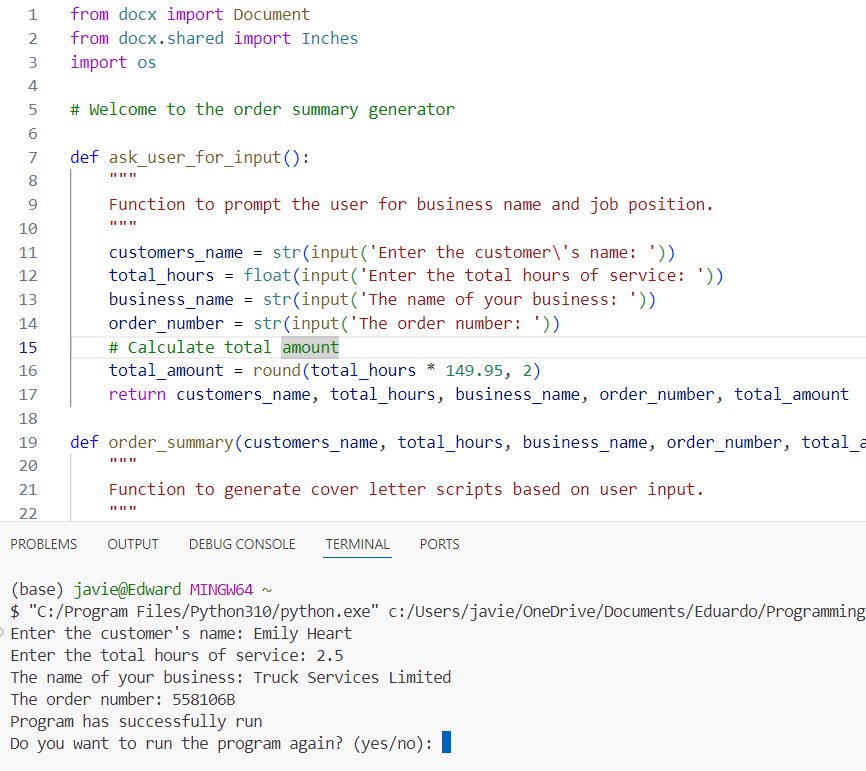 1 from docx import Document
2 from docx.shared import Inches
3 import os
4
5 # Welcome to the order summary generator
6
7 def ask_user_for_input():
8 """
9 Function to prompt the user for business name and job position.
10 """
11 customers_name = str(input('Enter the customer\'s name: '))
12 total_hours = float(input('Enter the total hours of service: '))
13 business_name = str(input('The name of your business: '))
14 order_number = str(input('The order number: '))
15 # Calculate total amount
16 total_amount = round(total_hours * 149.95, 2)
17 return customers_name, total_hours, business_name, order_number, total_amount
18
19 def order_summary(customers_name, total_hours, business_name, order_number, total_a
20 """
21 Function to generate cover letter scripts based on user input.
22 """
PROBLEMS OUTPUT DEBUG CONSOLE TERMINAL PORTS
(base) javie@Edward MINGW64 ~
$ "C:/Program Files/Python310/python.exe" c:/Users/javie/OneDrive/Documents/Eduardo/Programming
Enter the customer's name: Emily Heart
Enter the total hours of service: 2.5
The name of your business: Truck Services Limited
The order number: 558106B
Program has successfully run
Do you want to run the program again? (yes/no):